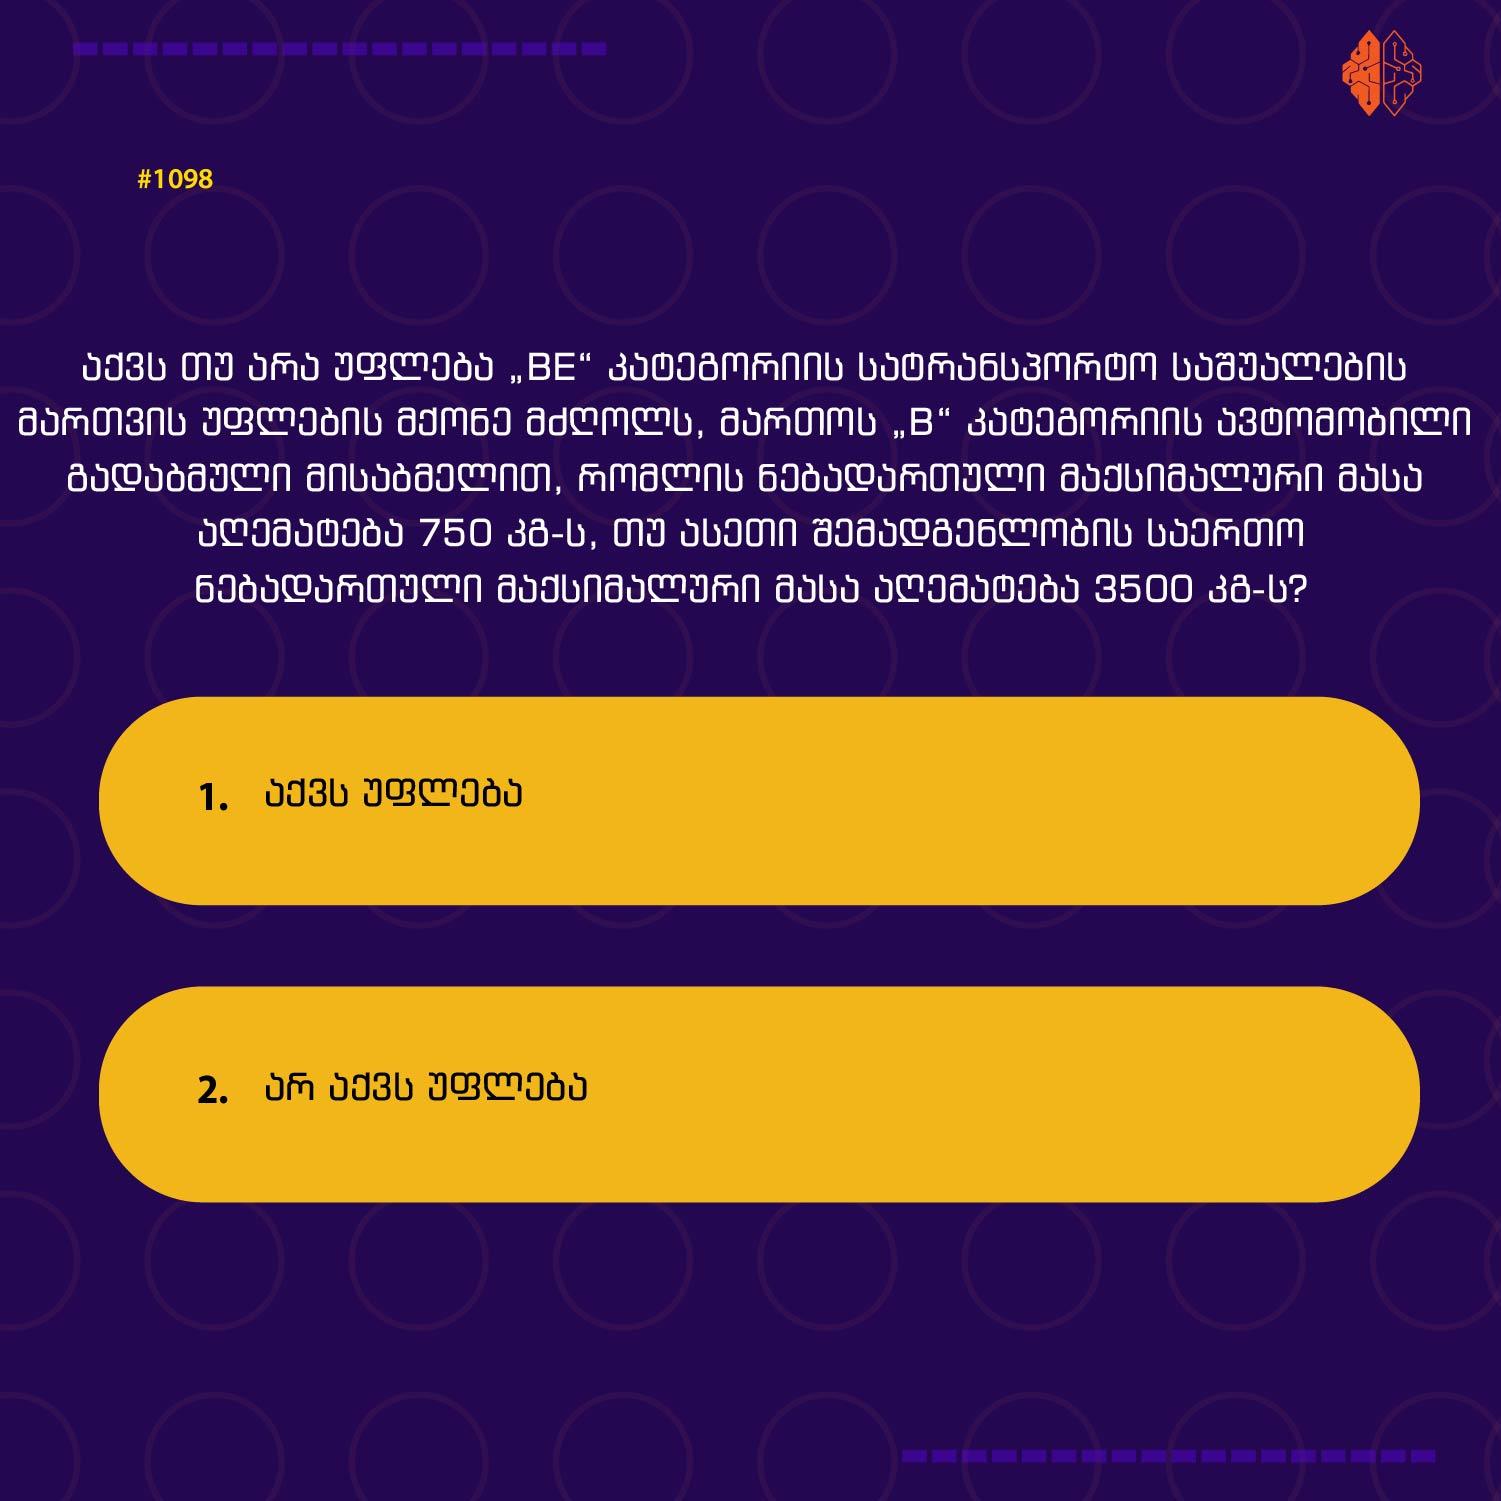 #1098
აქვს თუ არა უფლება „BE“ კატეგორიის სატრანსპორტო საშუალების
მართვის უფლების მქონე მძღოლს, მართოს „B“ კატეგორიის ავტომობილი
გადაბმული მისაბმელით, რომლის ნებადართული მაქსიმალური მასა
აღემატება 750 კგ-ს, თუ ასეთი შემადგენლობის საერთო
ნებადართული მაქსიმალური მასა აღემატება 3500 კგ-ს?
1. აქვს უფლება
2. არ აქვს უფლება